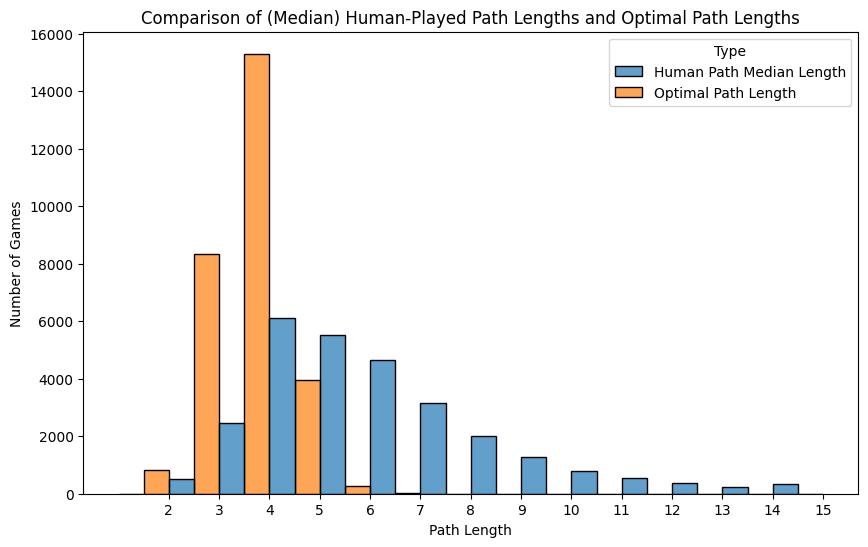 Comparison of (Median) Human-Played Path Lengths and Optimal Path Lengths
Type
Human Path Median Length
Optimal Path Length
16000
14000
12000
10000
8000
6000
4000
2000
0
Number of Games
2 3 4 5 6 7 8 9 10 11 12 13 14 15
Path Length